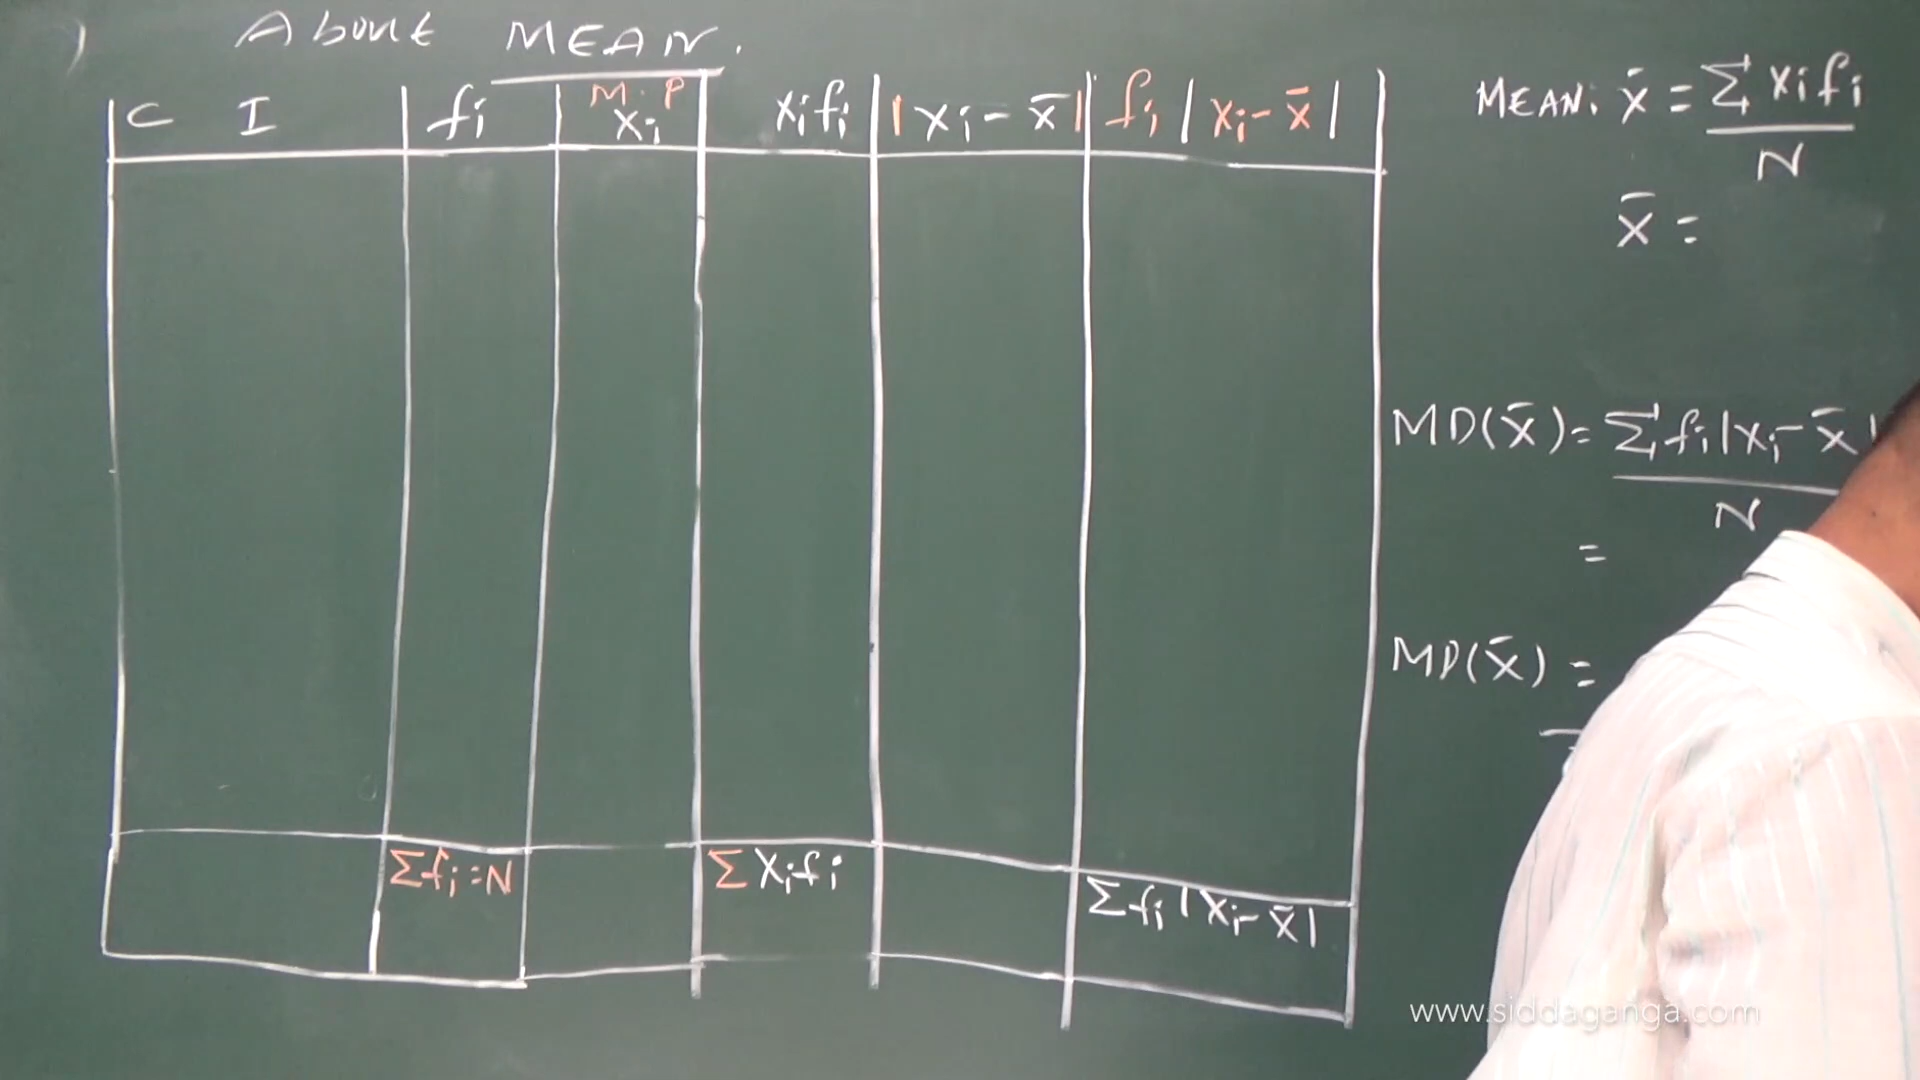 ) About MEAN.
C I fi M.P xi xifi |xi - x̄| fi |xi - x̄|
Σfi = N Σxifi Σfi |xi - x̄|
MEAN: x̄ = Σxifi / N
x̄ =
MD(x̄) = Σfi|xi - x̄| / N
=
MD(x̄) =
www.siddaganga.com